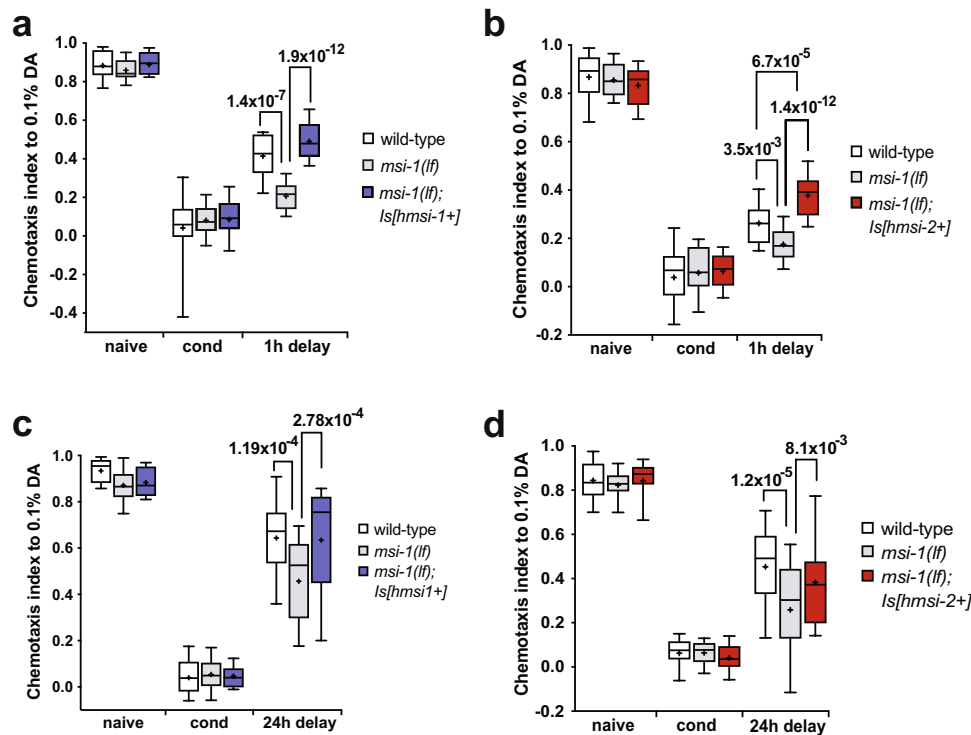 a
1.9x10-12
1.4x10-7
Chemotaxis index to 0.1% DA
1.0
0.8
0.6
0.4
0.2
0.0
-0.2
-0.4
naive
cond
1h delay
wild-type
msi-1(lf)
msi-1(lf);
Is[hmsi-1+]
b
6.7x10-5
1.4x10-12
3.5x10-3
Chemotaxis index to 0.1% DA
1.0
0.8
0.6
0.4
0.2
0.0
-0.2
naive
cond
1h delay
wild-type
msi-1(lf)
msi-1(lf);
Is[hmsi-2+]
c
2.78x10-4
1.19x10-4
Chemotaxis index to 0.1% DA
1.0
0.8
0.6
0.4
0.2
0.0
naive
cond
24h delay
wild-type
msi-1(lf)
msi-1(lf);
Is[hmsi1+]
d
8.1x10-3
1.2x10-5
Chemotaxis index to 0.1% DA
1.0
0.8
0.6
0.4
0.2
0.0
-0.2
naive
cond
24h delay
wild-type
msi-1(lf)
msi-1(lf);
Is[hmsi-2+]